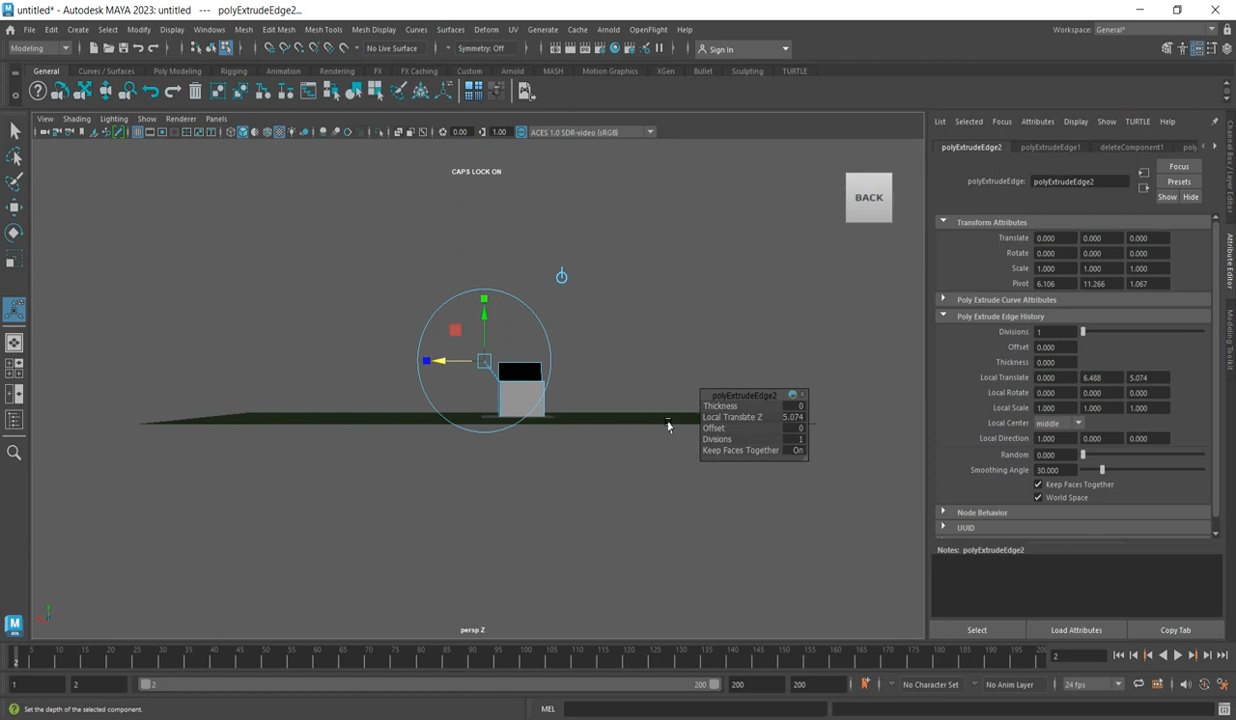 untitled* - Autodesk MAYA 2023: untitled --- polyExtrudeEdge2...
File Edit Create Select Modify Display Windows Mesh Edit Mesh Mesh Tools Mesh Display Curves Surfaces Deform UV Generate Cache Arnold OpenFlight Help
Workspace: General*
Modeling
No Live Surface
Symmetry: Off
Sign In
General Curves / Surfaces Poly Modeling Rigging Animation Rendering FX FX Caching Custom Arnold MASH Motion Graphics XGen Bullet Sculpting TURTLE
View Shading Lighting Show Renderer Panels
0.00 1.00 ACES 1.0 SDR-video (sRGB)
CAPS LOCK ON
BACK
polyExtrudeEdge2
Thickness 0
Local Translate Z 5.074
Offset 0
Divisions 1
Keep Faces Together On
persp Z
List Selected Focus Attributes Display Show TURTLE Help
polyExtrudeEdge2 polyExtrudeEdge1 deleteComponent1 poly
Focus
polyExtrudeEdge: polyExtrudeEdge2
Presets
Show Hide
Transform Attributes
Translate 0.000 0.000 0.000
Rotate 0.000 0.000 0.000
Scale 1.000 1.000 1.000
Pivot 6.106 11.266 1.067
Poly Extrude Curve Attributes
Poly Extrude Edge History
Divisions 1
Offset 0.000
Thickness 0.000
Local Translate 0.000 6.488 5.074
Local Rotate 0.000 0.000 0.000
Local Scale 1.000 1.000 1.000
Local Center middle
Local Direction 1.000 0.000 0.000
Random 0.000
Smoothing Angle 30.000
Keep Faces Together
World Space
Node Behavior
UUID
Notes: polyExtrudeEdge2
Select Load Attributes Copy Tab
Channel Box / Layer Editor
Attribute Editor
Modeling Toolkit
5 10 15 20 25 30 35 40 45 50 55 60 65 70 75 80 85 90 95 100 105 110 115 120 125 130 135 140 145 150 155 160 165 170 175 180 185 190 195 20
2
2
1 2 2 200 200 200 No Character Set No Anim Layer 24 fps
Set the depth of the selected component.
MEL